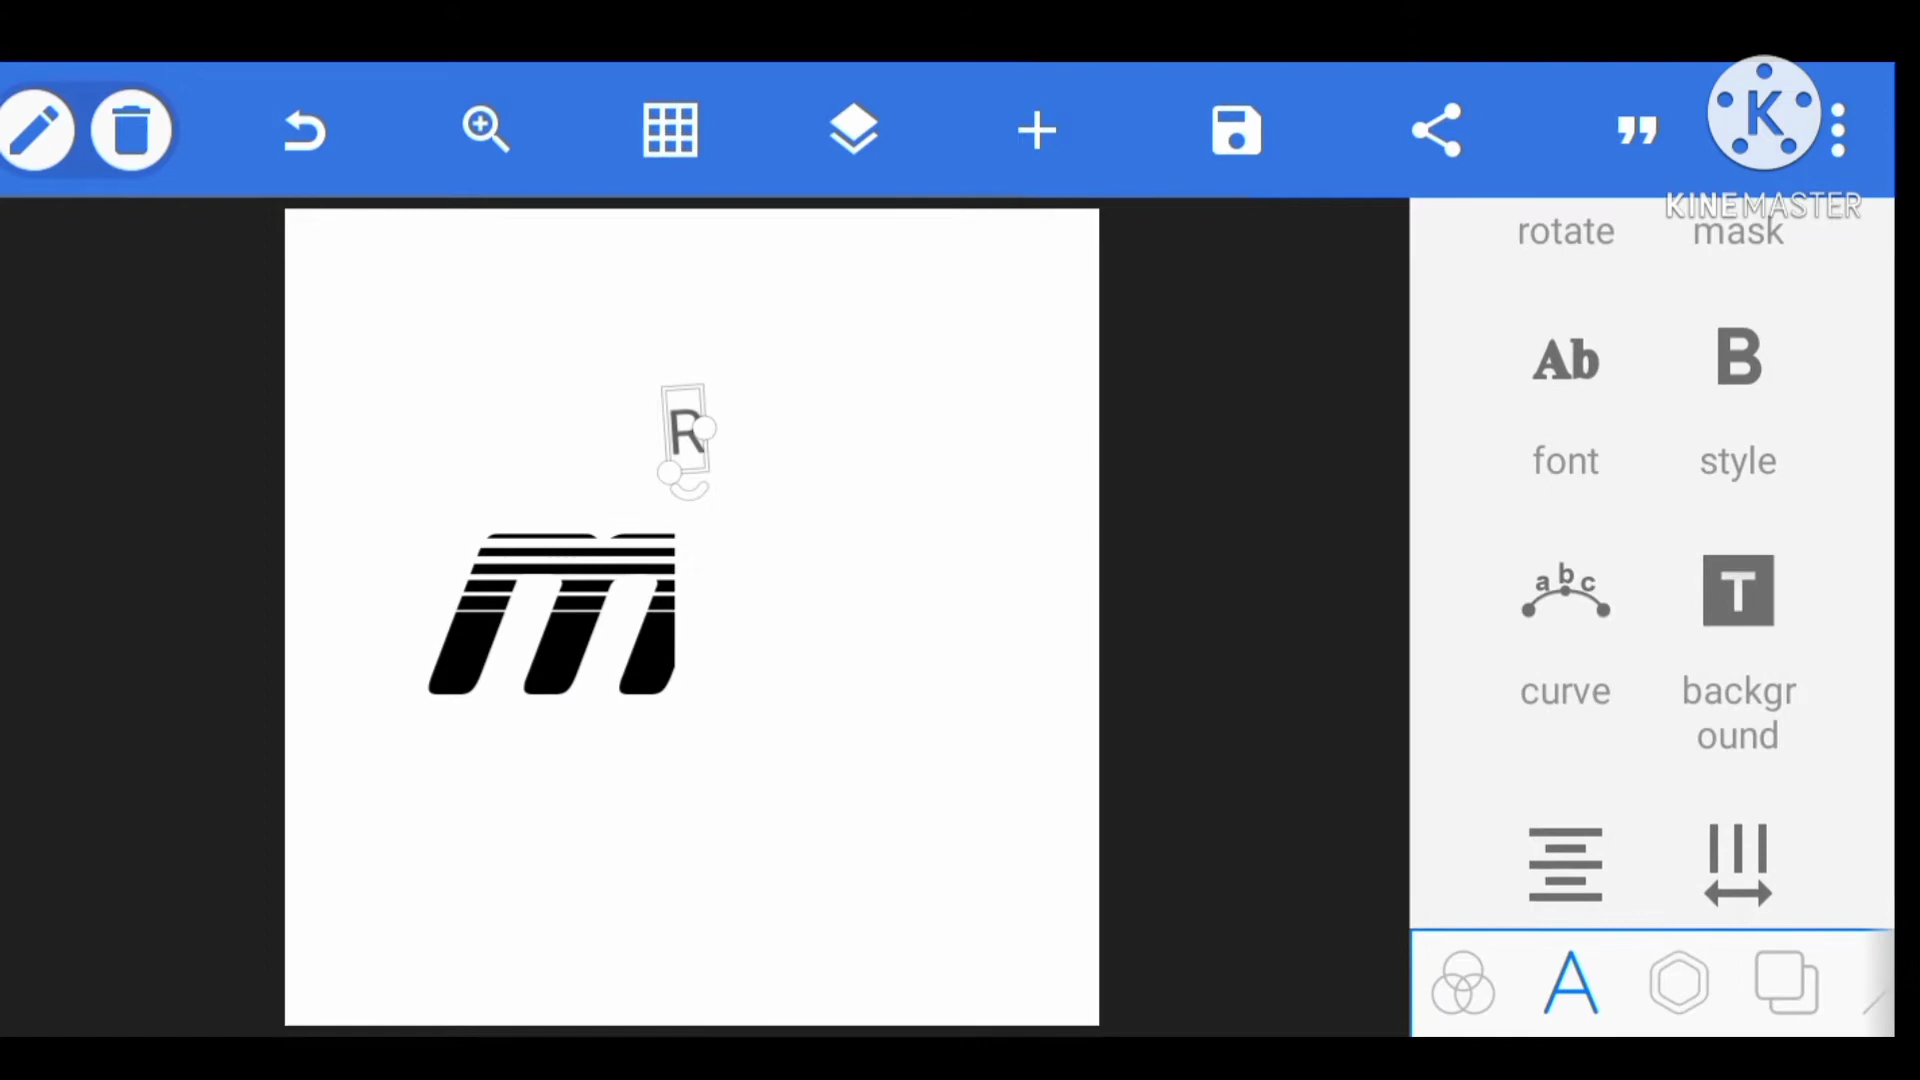 K
KINEMASTER
rotate mask
R
Ab B
font style
m
abc T
curve backgr
ound
A